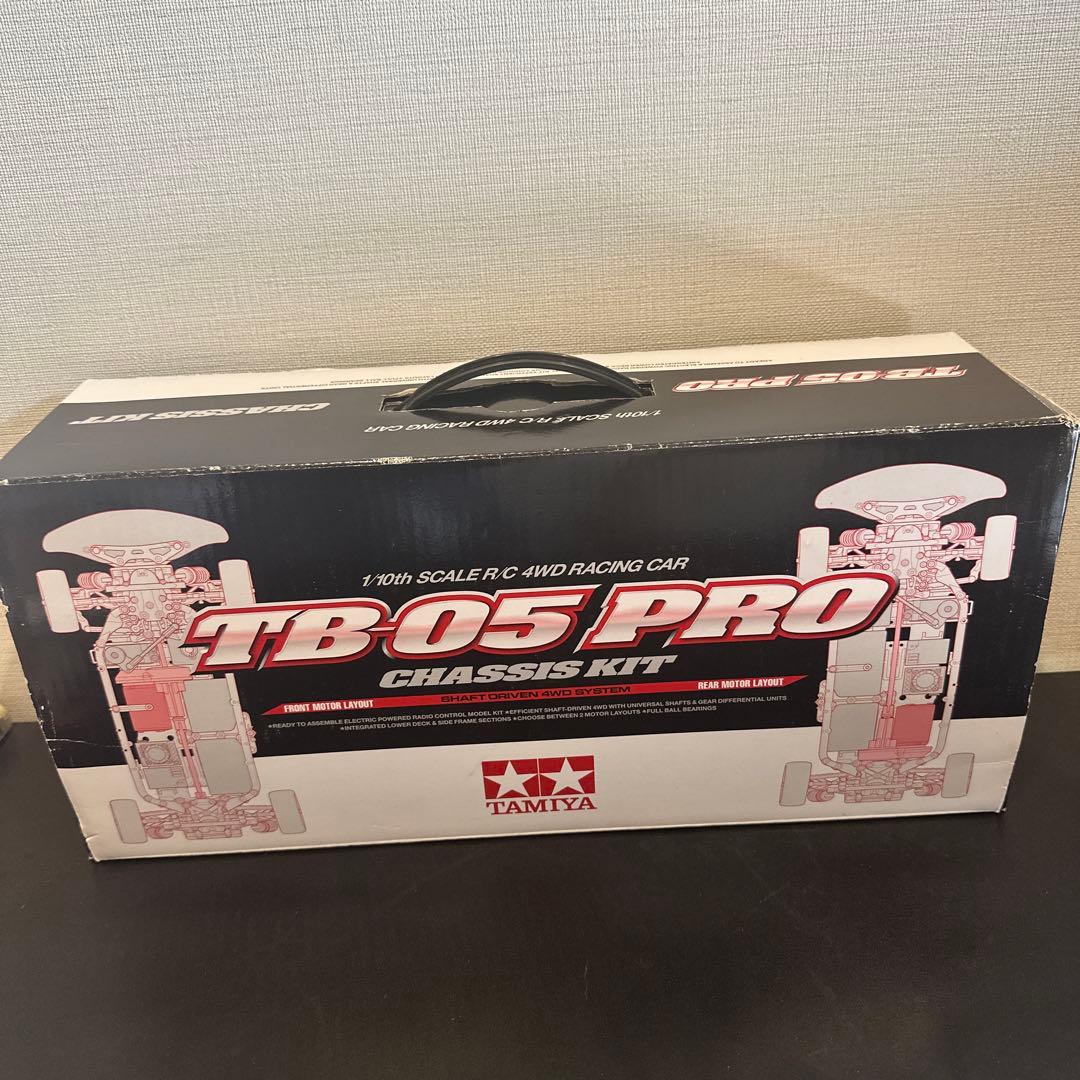 CHASSIS KIT
1/10th SCALE R/C 4WD RACING CAR
TB-05 PRO
1/10th SCALE R/C 4WD RACING CAR
TB-05 PRO
CHASSIS KIT
SHAFT DRIVEN 4WD SYSTEM
FRONT MOTOR LAYOUT
REAR MOTOR LAYOUT
★READY TO ASSEMBLE ELECTRIC POWERED RADIO CONTROL MODEL KIT ★EFFICIENT SHAFT-DRIVEN 4WD WITH UNIVERSAL SHAFTS & GEAR DIFFERENTIAL UNITS
★INTEGRATED LOWER DECK & SIDE FRAME SECTIONS ★CHOOSE BETWEEN 2 MOTOR LAYOUTS ★FULL BALL BEARINGS
TAMIYA